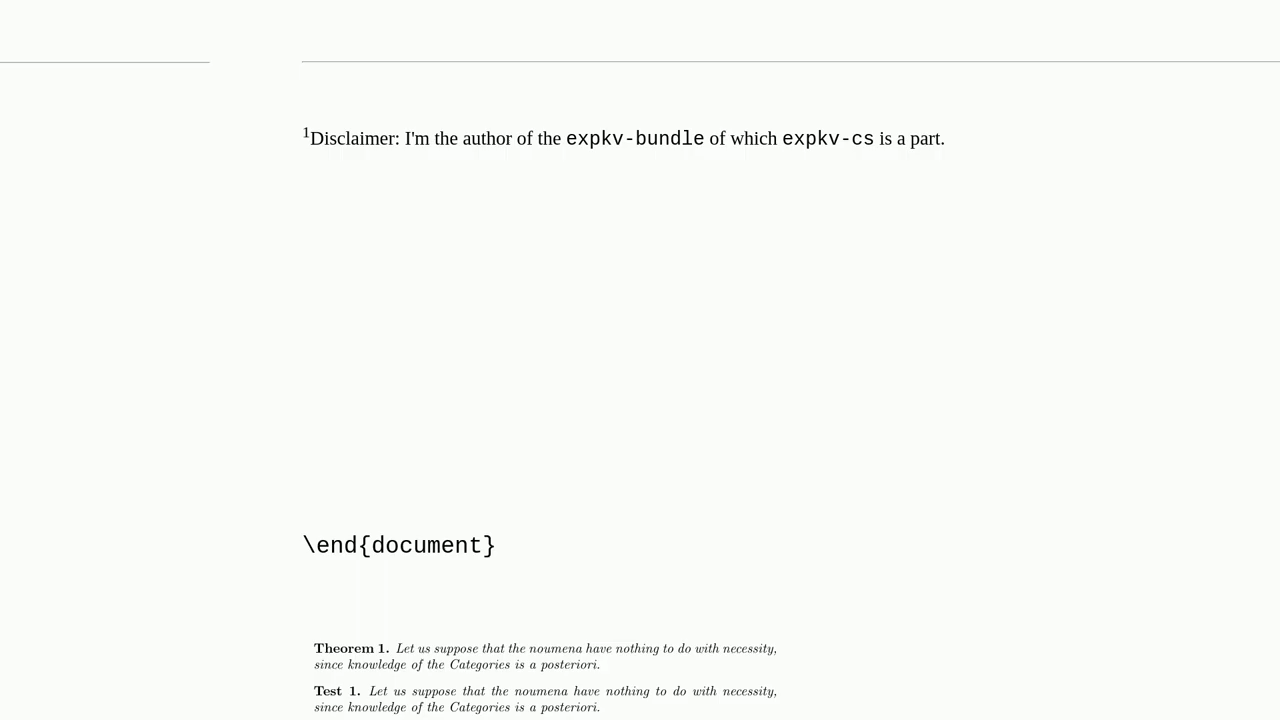 1Disclaimer: I'm the author of the expkv-bundle of which expkv-cs is a part.
\end{document}
Theorem 1. Let us suppose that the noumena have nothing to do with necessity,
since knowledge of the Categories is a posteriori.
Test 1. Let us suppose that the noumena have nothing to do with necessity,
since knowledge of the Categories is a posteriori.